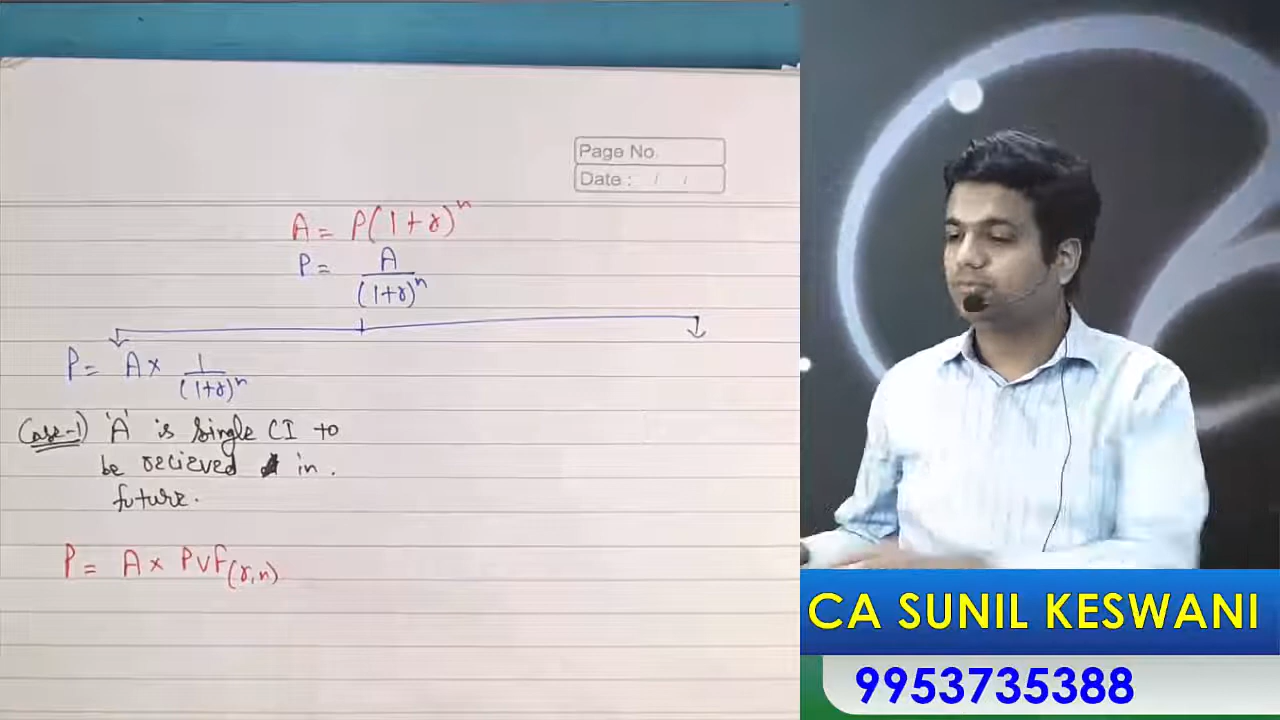 Page No.
Date : / /
A = P(1+r)^n
P = A/(1+r)^n
P = A × 1/(1+r)^n
Case-1) 'A' is single CI to
be recieved in.
future.
P = A × PVF(r,n)
CA SUNIL KESWANI
9953735388